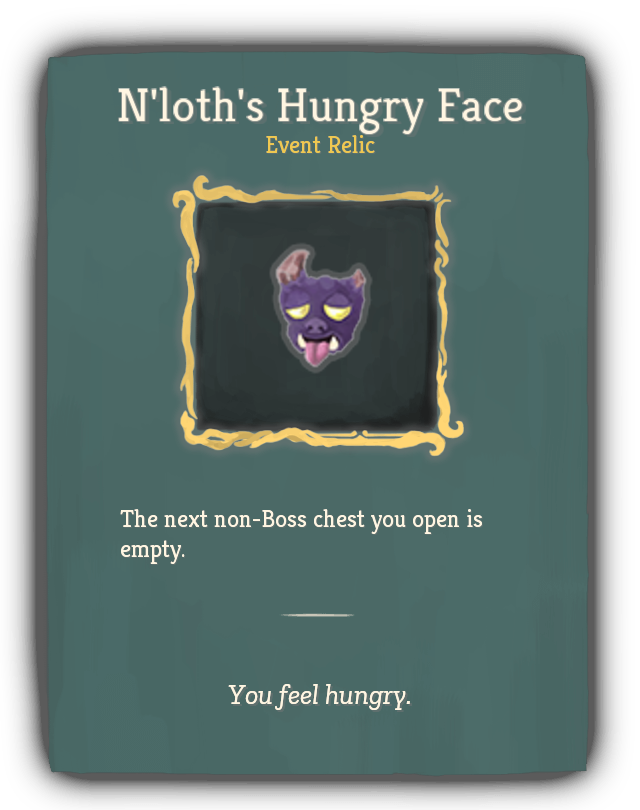 N'loth's Hungry Face
Event Relic
The next non-Boss chest you open is
empty.
You feel hungry.